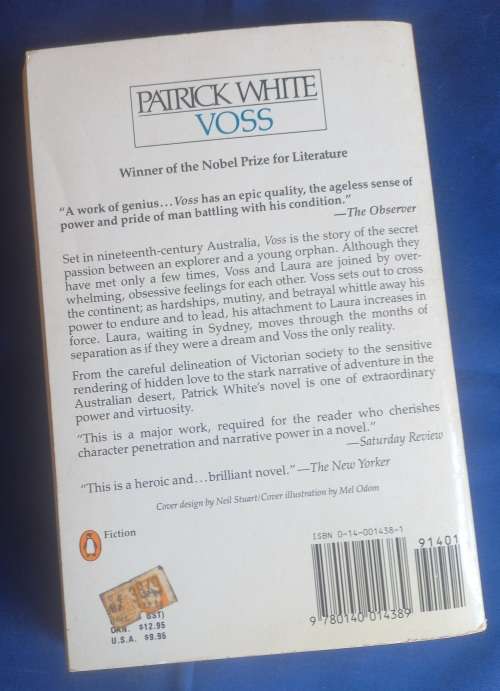 PATRICK WHITE
VOSS
Winner of the Nobel Prize for Literature
“A work of genius…Voss has an epic quality, the ageless sense of
power and pride of man battling with his condition.”
—The Observer
Set in nineteenth-century Australia, Voss is the story of the secret
passion between an explorer and a young orphan. Although they
have met only a few times, Voss and Laura are joined by over-
whelming, obsessive feelings for each other. Voss sets out to cross
the continent; as hardships, mutiny, and betrayal whittle away his
power to endure and to lead, his attachment to Laura increases in
force. Laura, waiting in Sydney, moves through the months of
separation as if they were a dream and Voss the only reality.
From the careful delineation of Victorian society to the sensitive
rendering of hidden love to the stark narrative of adventure in the
Australian desert, Patrick White’s novel is one of extraordinary
power and virtuosity.
“This is a major work, required for the reader who cherishes
character penetration and narrative power in a novel.”
—Saturday Review
“This is a heroic and…brilliant novel.”—The New Yorker
Cover design by Neil Stuart/Cover illustration by Mel Odom
Fiction
ISBN 0-14-001438-1
91401
9 780140 014389
CAN. $12.95
U.S.A. $9.95